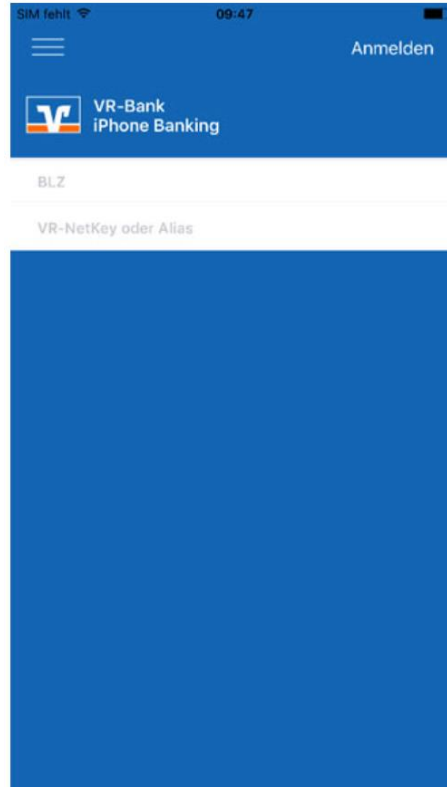 SIM fehlt 09:47
Anmelden
VR-Bank
iPhone Banking
BLZ
VR-NetKey oder Alias